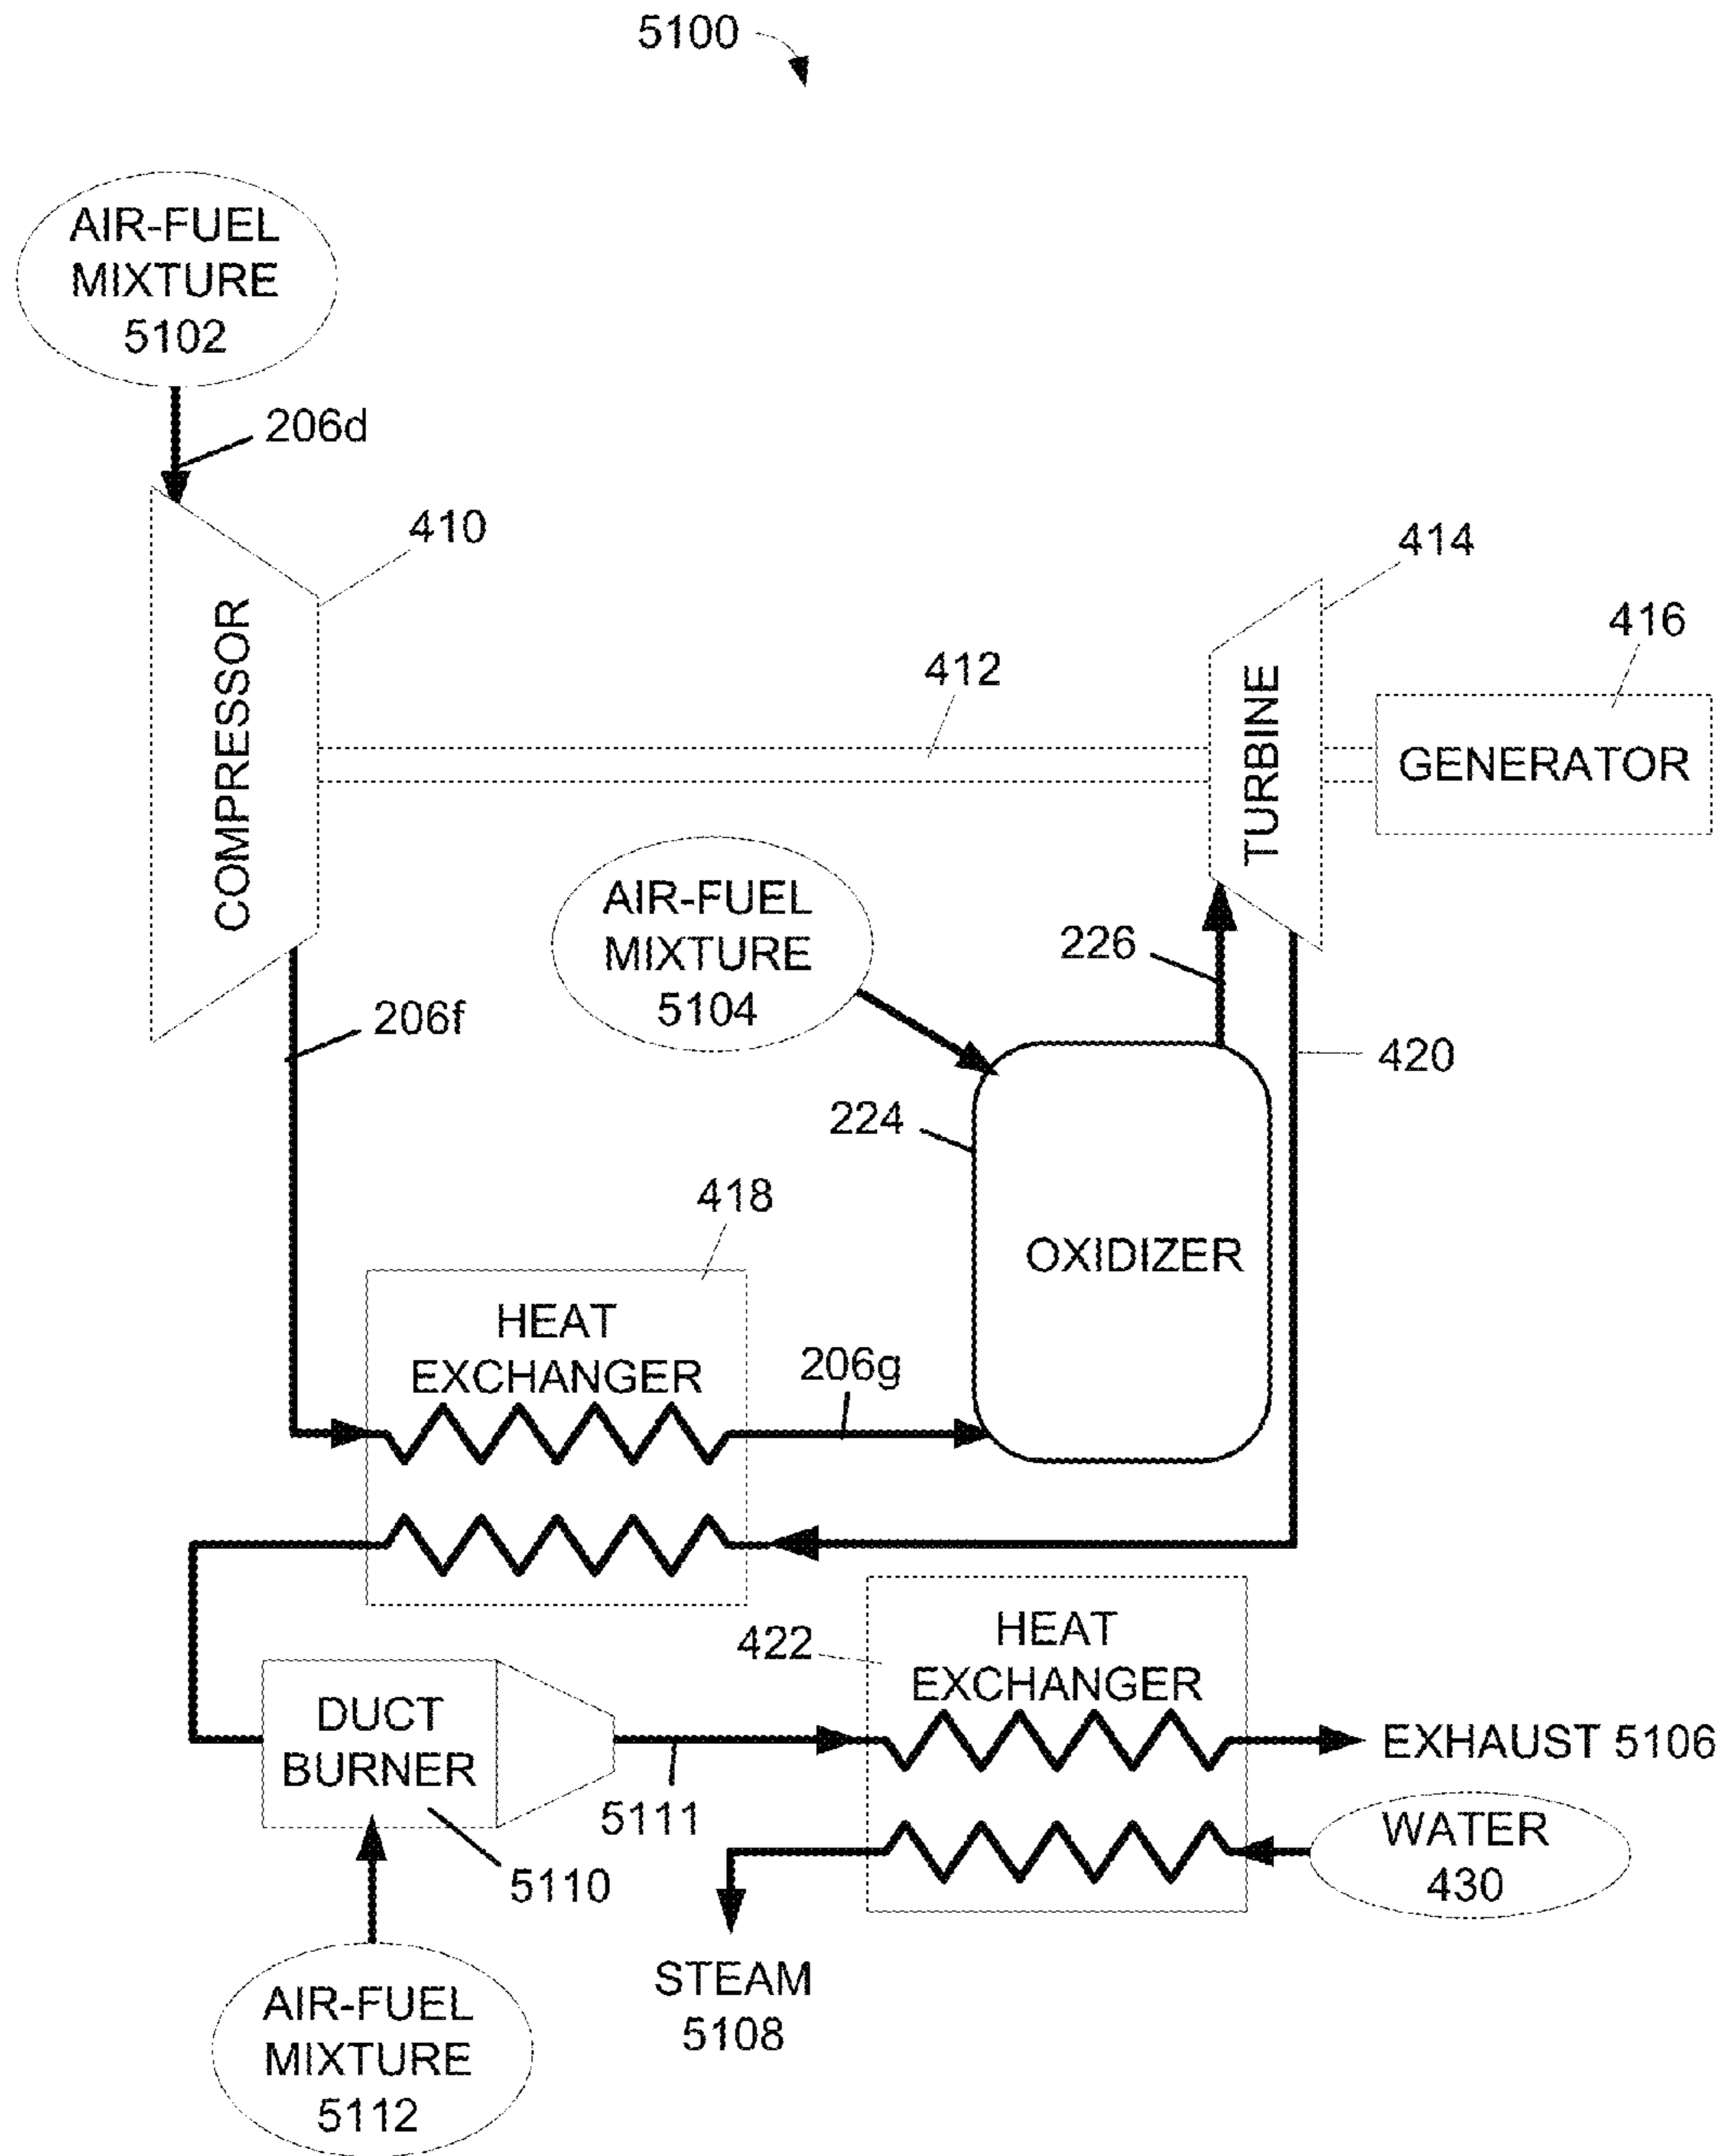 5100
AIR-FUEL
MIXTURE
5102
206d
410
COMPRESSOR
414
416
412
TURBINE
GENERATOR
AIR-FUEL
MIXTURE
5104
226
206f
420
224
418
OXIDIZER
HEAT
EXCHANGER
206g
422
HEAT
EXCHANGER
DUCT
BURNER
EXHAUST 5106
5111
WATER
430
5110
STEAM
5108
AIR-FUEL
MIXTURE
5112